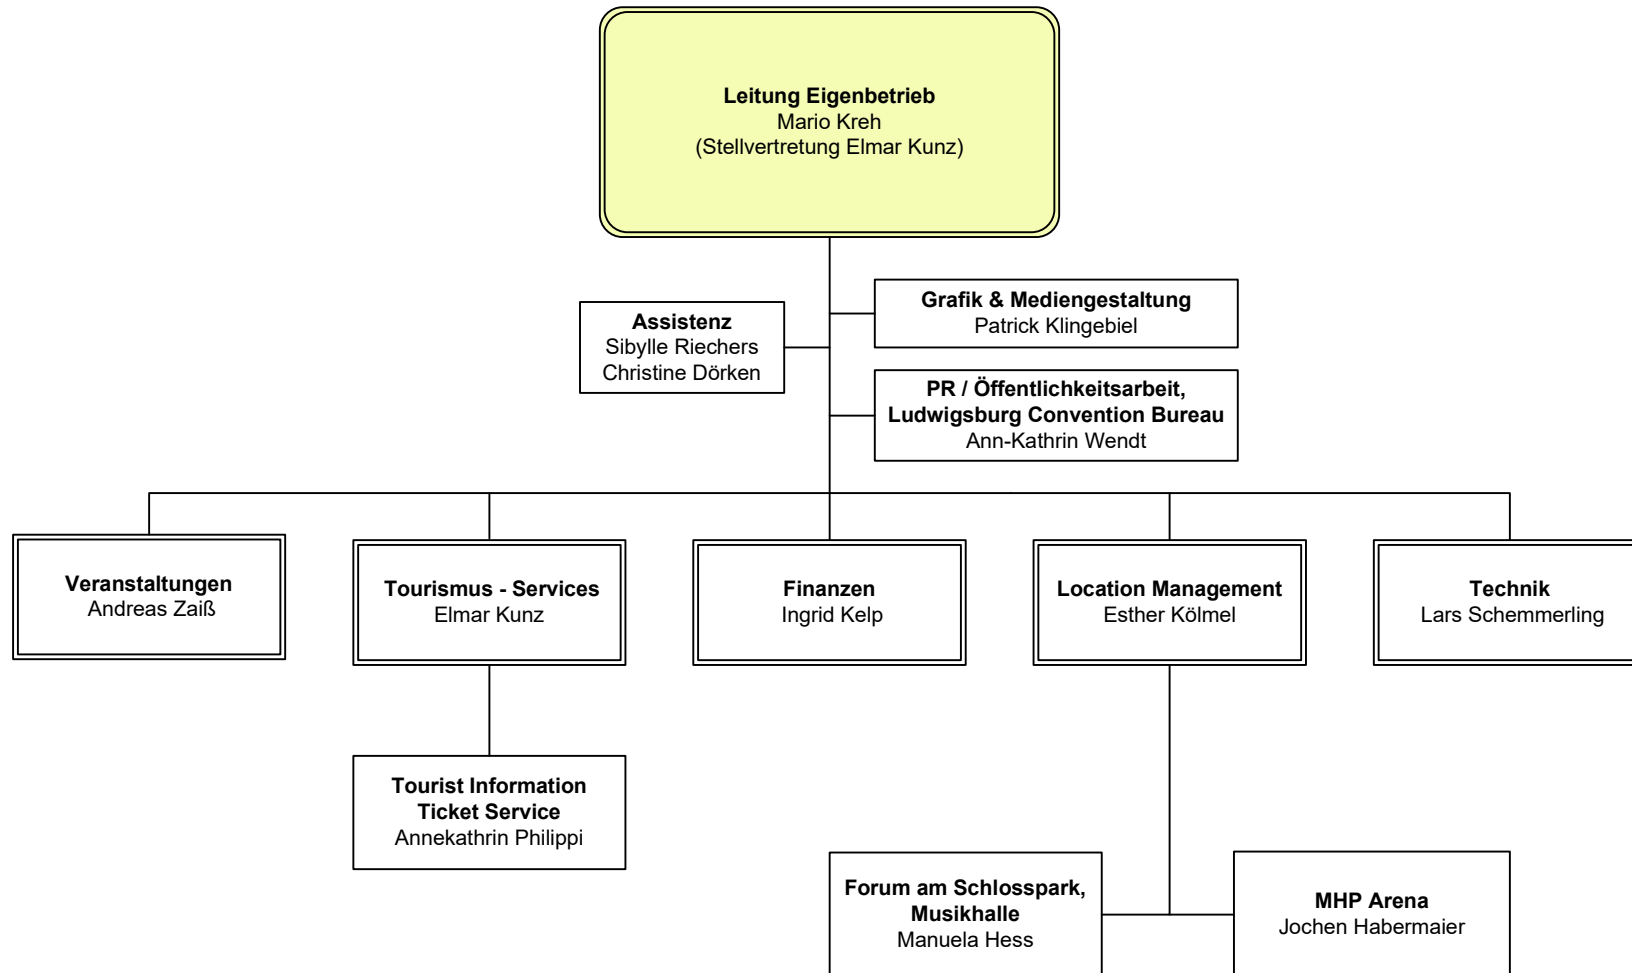 Leitung Eigenbetrieb
Mario Kreh
(Stellvertretung Elmar Kunz)
Assistenz
Sibylle Riechers
Christine Dörken
Grafik & Mediengestaltung
Patrick Klingebiel
PR / Öffentlichkeitsarbeit,
Ludwigsburg Convention Bureau
Ann-Kathrin Wendt
Veranstaltungen
Andreas Zaiß
Tourismus - Services
Elmar Kunz
Finanzen
Ingrid Kelp
Location Management
Esther Kölmel
Technik
Lars Schemmerling
Tourist Information
Ticket Service
Annekathrin Philippi
Forum am Schlosspark,
Musikhalle
Manuela Hess
MHP Arena
Jochen Habermaier